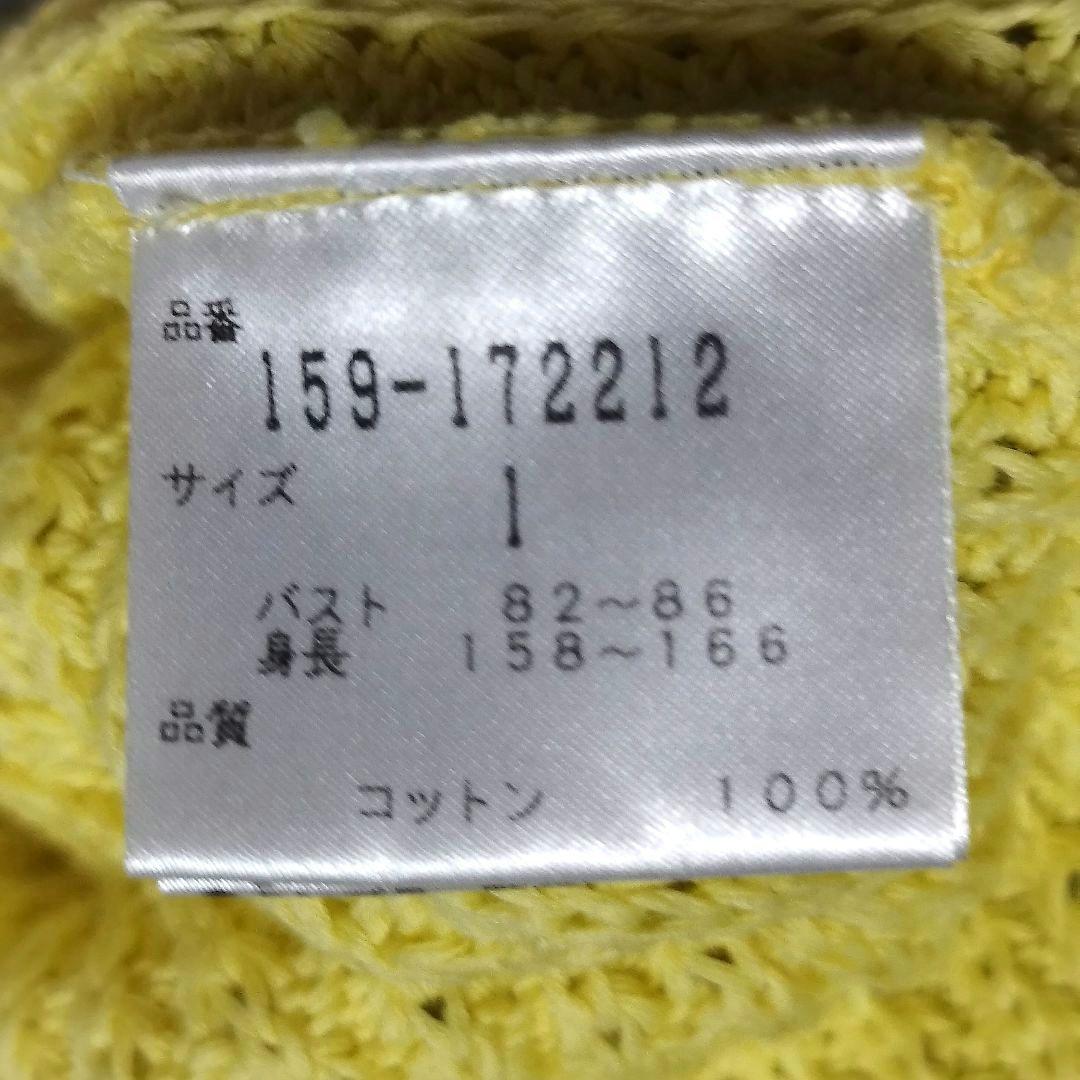 品番
159-172212
サイズ 1
バスト 82～86
身長 158～166
品質
コットン 100%